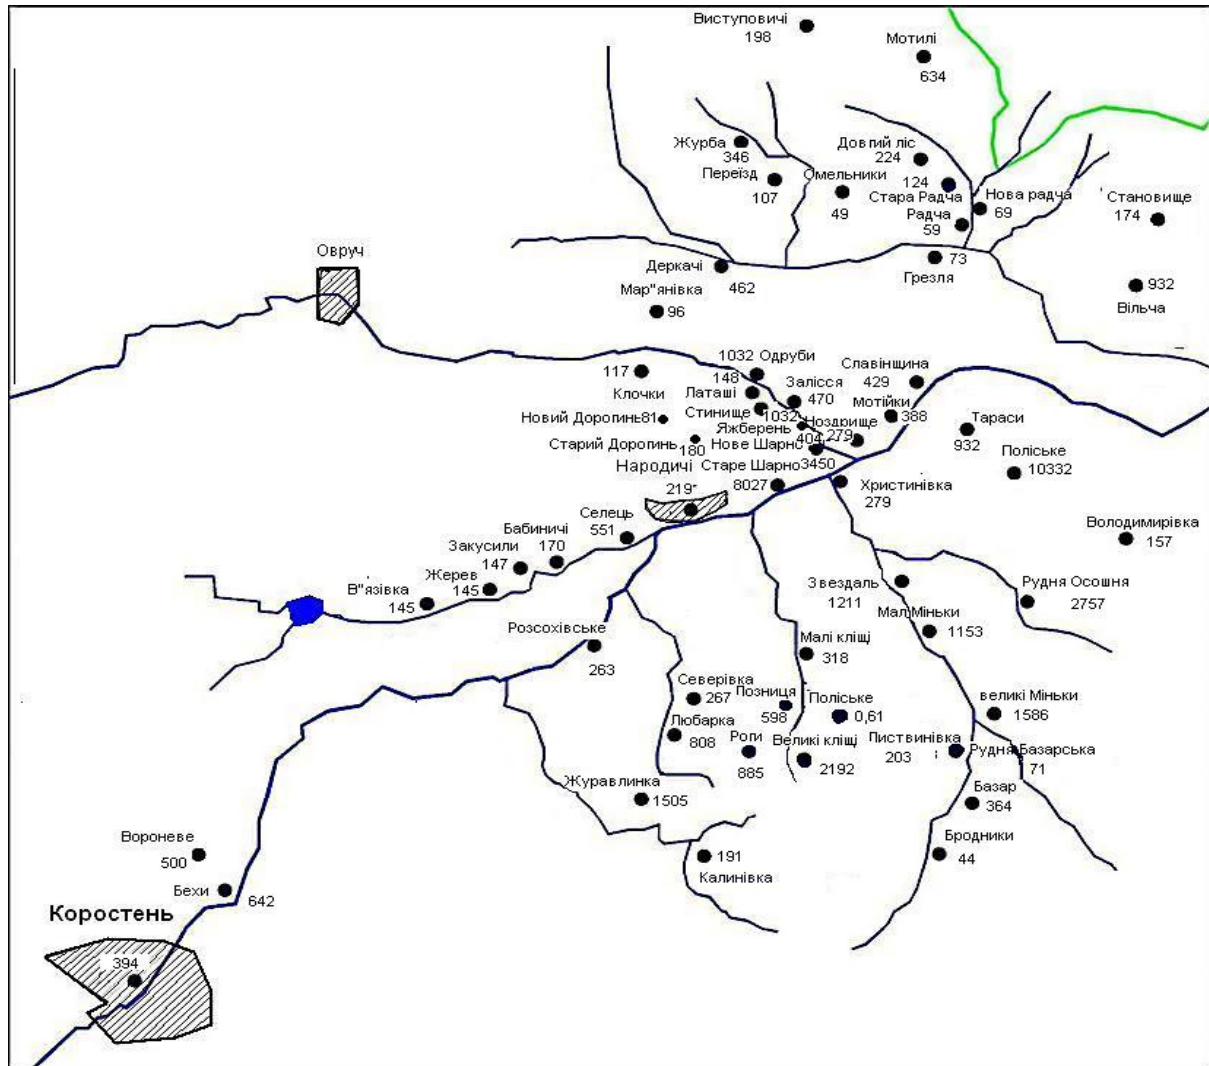 Виступовичі
198
Мотилі
634
Журба
346
Довгий ліс
224
Переїзд
107
Омельники
49
124
Стара Радча
Нова радча
69
Радча
59
Становище
174
Овруч
Деркачі
462
73
Грезля
932
Вільча
Мар"янівка
96
1032 Одруби
148
117
Клочки
Латаші
Залісся
470
Славінщина
429
Мотійки
388
Стинище
1032
Новий Дорогинь 81
Яжберень
404
Ноздрище
279
Тараси
932
Старий Дорогинь
180
Нове Шарно
3450
Поліське
10332
Народичі
219
Старе Шарно
8027
Христинівка
279
Селець
551
Бабиничі
170
Володимирівка
157
Закусили
147
Жерев
145
В"язівка
145
Звездаль
1211
Рудня Осошня
2757
Мал Міньки
1153
Розсохівське
263
Малі кліщі
318
Северівка
267
Позниця
598
Поліське
0,61
великі Міньки
1586
Любарка
808
Роги
885
Великі кліщі
2192
Пиствинівка
203
Рудня Базарська
71
Журавлинка
1505
Базар
364
Вороневе
500
Бродники
44
191
Калинівка
Бехи
642
Коростень
394